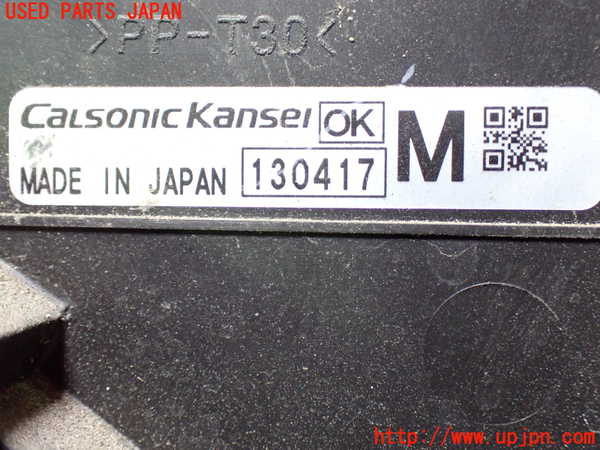 USED PARTS JAPAN
>PP-T30<
CALSONIC KANSEI OK M
MADE IN JAPAN 130417
http://www.upjpn.com/